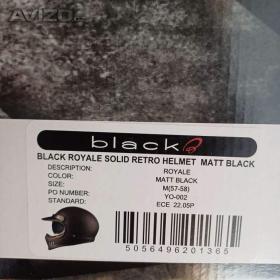 AVIZO
black
BLACK ROYALE SOLID RETRO HELMET MATT BLACK
DESCRIPTION: ROYALE
COLOR: MATT BLACK
SIZE: M(57-58)
PO NUMBER: YO-002
STANDARD: ECE 22.05P
5056496201365